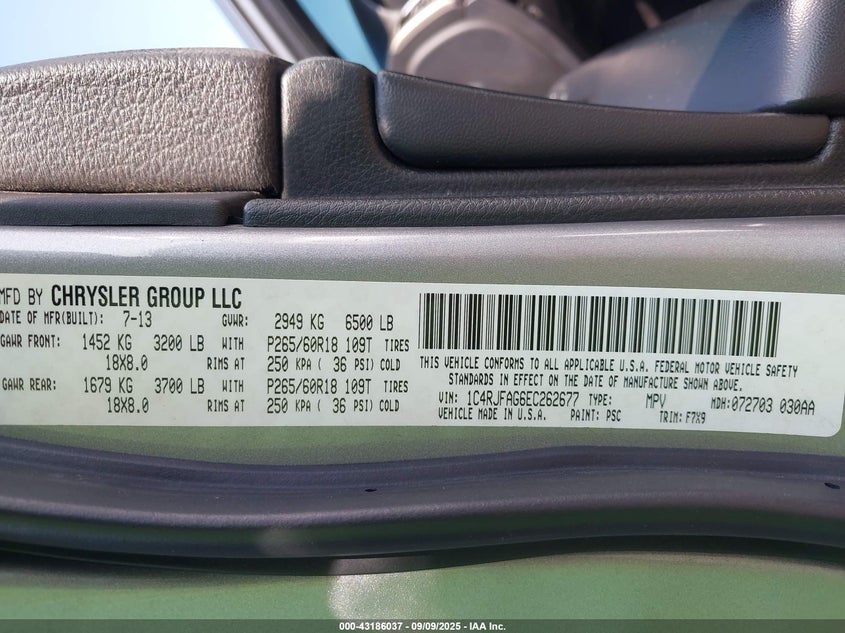 MFD BY CHRYSLER GROUP LLC
DATE OF MFR(BUILT): 7-13 GVWR: 2949 KG 6500 LB
GAWR FRONT: 1452 KG 3200 LB WITH P265/60R18 109T TIRES
18X8.0 RIMS AT 250 KPA ( 36 PSI) COLD
GAWR REAR: 1679 KG 3700 LB WITH P265/60R18 109T TIRES
18X8.0 RIMS AT 250 KPA ( 36 PSI) COLD
THIS VEHICLE CONFORMS TO ALL APPLICABLE U.S.A. FEDERAL MOTOR VEHICLE SAFETY
STANDARDS IN EFFECT ON THE DATE OF MANUFACTURE SHOWN ABOVE.
VIN: 1C4RJFAG6EC262677 TYPE: MPV MDH: 072703 030AA
VEHICLE MADE IN U.S.A. PAINT: PSC TRIM: F7X9
000-43186037 - 09/09/2025 - IAA Inc.